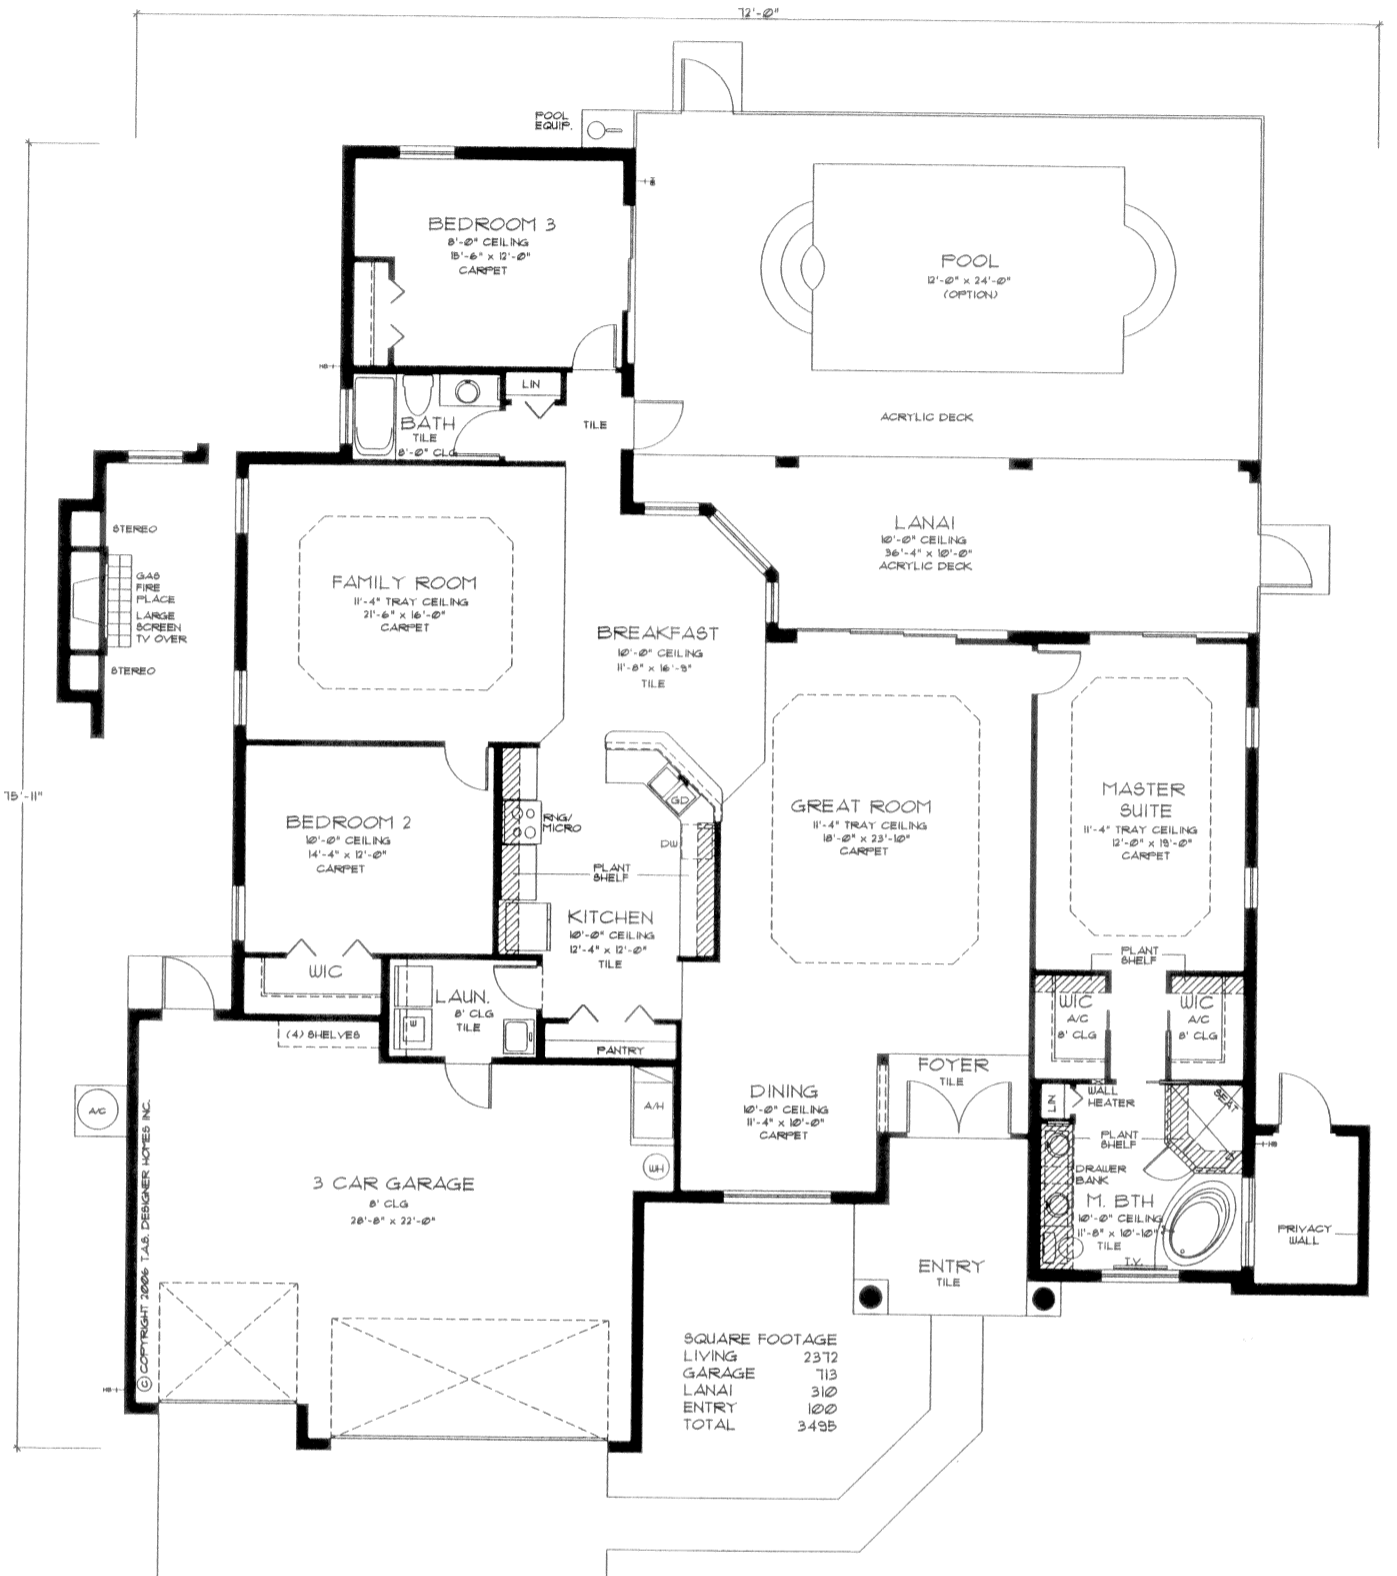 72'-0"
POOL
EQUIP.
BEDROOM 3
8'-0" CEILING
15'-6" x 12'-0"
CARPET
POOL
12'-0" x 24'-0"
(OPTION)
LIN
BATH
TILE
8'-0" CLG
TILE
ACRYLIC DECK
STEREO
GAS
FIRE
PLACE
LARGE
SCREEN
TV OVER
STEREO
FAMILY ROOM
11'-4" TRAY CEILING
21'-6" x 16'-0"
CARPET
LANAI
10'-0" CEILING
36'-4" x 10'-0"
ACRYLIC DECK
BREAKFAST
10'-0" CEILING
11'-8" x 16'-9"
TILE
75'-11"
BEDROOM 2
10'-0" CEILING
14'-4" x 12'-0"
CARPET
RNG/
MICRO
GD
DW
PLANT
SHELF
KITCHEN
10'-0" CEILING
12'-4" x 12'-0"
TILE
GREAT ROOM
11'-4" TRAY CEILING
18'-0" x 23'-10"
CARPET
MASTER
SUITE
11'-4" TRAY CEILING
12'-0" x 19'-0"
CARPET
PLANT
SHELF
WIC
LAUN.
8' CLG
TILE
(4) SHELVES
PANTRY
WIC
A/C
8' CLG
WIC
A/C
8' CLG
FOYER
TILE
DINING
10'-0" CEILING
11'-4" x 10'-0"
CARPET
LIN
WALL
HEATER
SEAT
PLANT
SHELF
DRAWER
BANK
M. BTH
10'-0" CEILING
11'-8" x 10'-10"
TILE
T.V.
PRIVACY
WALL
A/C
A/H
WH
3 CAR GARAGE
8' CLG
28'-8" x 22'-0"
© COPYRIGHT 2006 T.A.S. DESIGNER HOMES INC.
ENTRY
TILE
SQUARE FOOTAGE
LIVING 2372
GARAGE 713
LANAI 310
ENTRY 100
TOTAL 3495